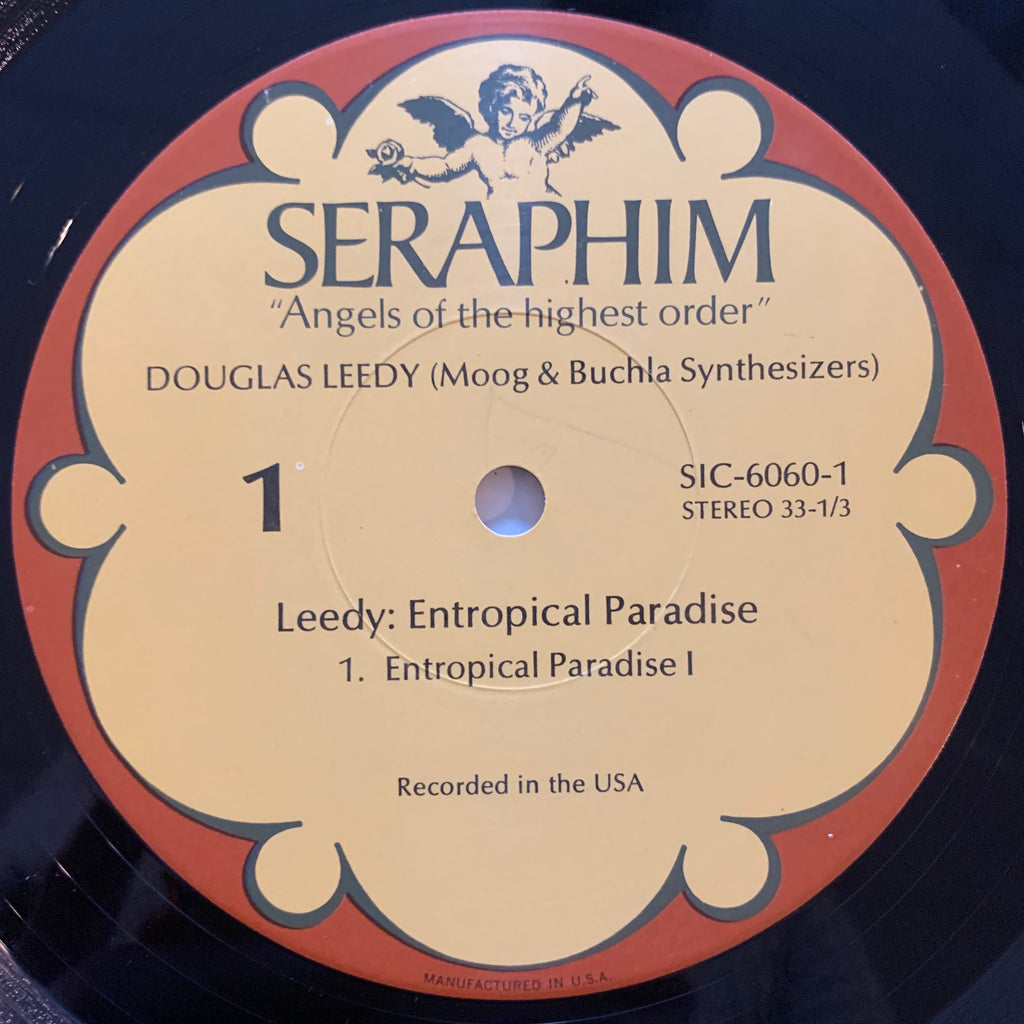 SERAPHIM
"Angels of the highest order"
DOUGLAS LEEDY (Moog & Buchla Synthesizers)
1
SIC-6060-1
STEREO 33-1/3
Leedy: Entropical Paradise
1. Entropical Paradise I
Recorded in the USA
MANUFACTURED IN U.S.A.